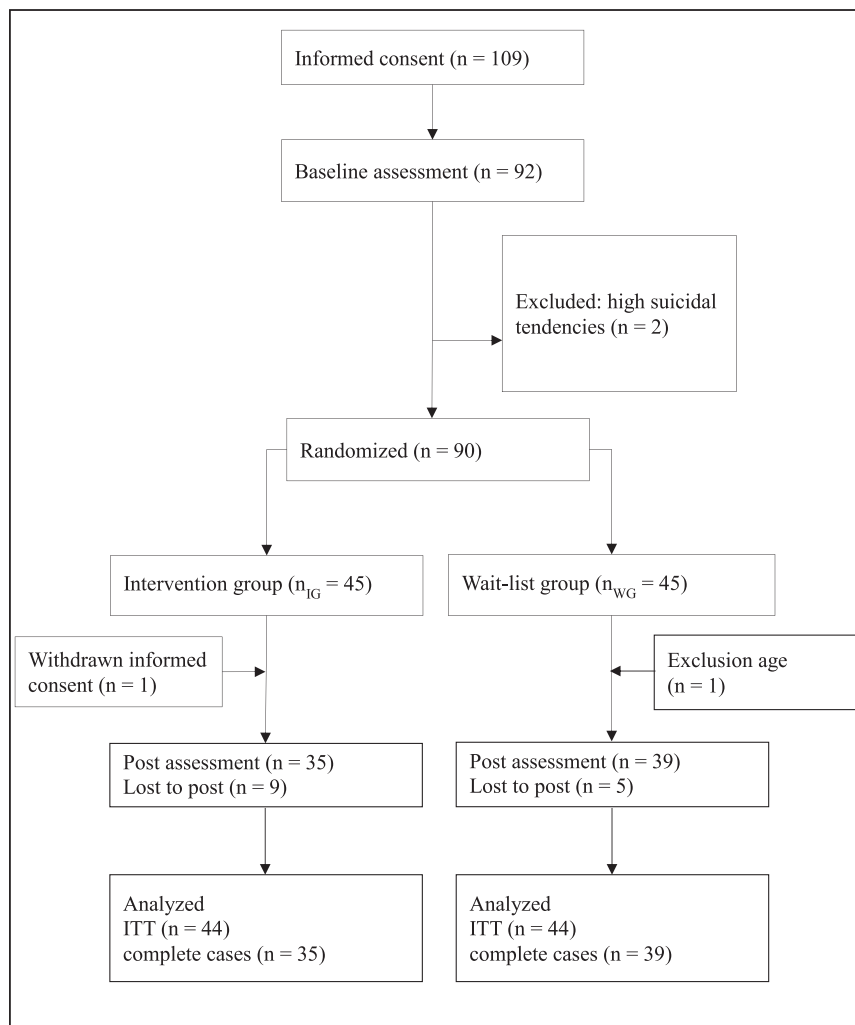 Informed consent (n = 109)
Baseline assessment (n = 92)
Excluded: high suicidal
tendencies (n = 2)
Randomized (n = 90)
Intervention group (nIG = 45)
Wait-list group (nWG = 45)
Withdrawn informed
consent (n = 1)
Exclusion age
(n = 1)
Post assessment (n = 35)
Lost to post (n = 9)
Post assessment (n = 39)
Lost to post (n = 5)
Analyzed
ITT (n = 44)
complete cases (n = 35)
Analyzed
ITT (n = 44)
complete cases (n = 39)